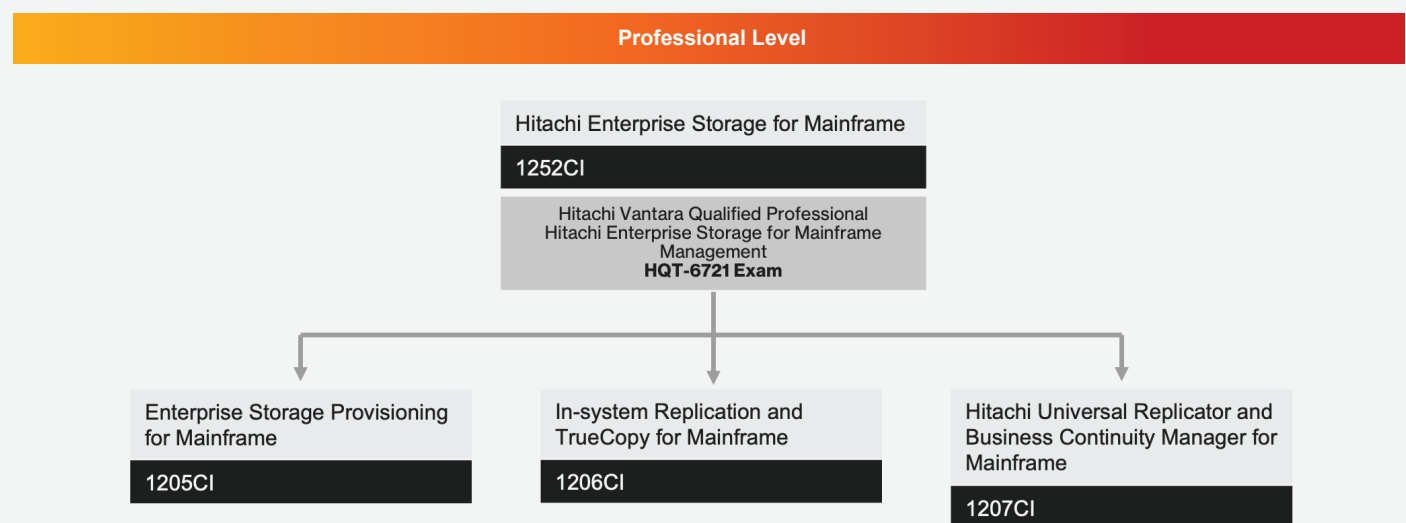 Professional Level
Hitachi Enterprise Storage for Mainframe
1252CI
Hitachi Vantara Qualified Professional
Hitachi Enterprise Storage for Mainframe
Management
HQT-6721 Exam
Enterprise Storage Provisioning
for Mainframe
1205CI
In-system Replication and
TrueCopy for Mainframe
1206CI
Hitachi Universal Replicator and
Business Continuity Manager for
Mainframe
1207CI